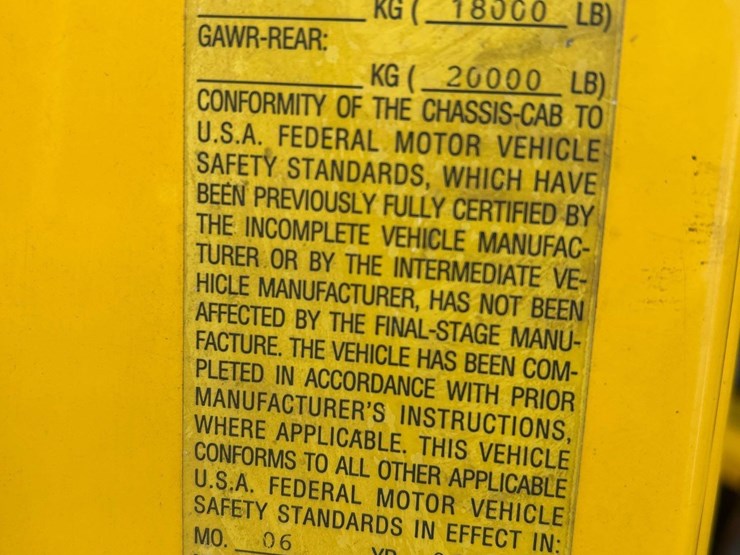 KG ( 18000 LB)
GAWR-REAR:
KG ( 20000 LB)
CONFORMITY OF THE CHASSIS-CAB TO
U.S.A. FEDERAL MOTOR VEHICLE
SAFETY STANDARDS, WHICH HAVE
BEEN PREVIOUSLY FULLY CERTIFIED BY
THE INCOMPLETE VEHICLE MANUFAC-
TURER OR BY THE INTERMEDIATE VE-
HICLE MANUFACTURER, HAS NOT BEEN
AFFECTED BY THE FINAL-STAGE MANU-
FACTURE. THE VEHICLE HAS BEEN COM-
PLETED IN ACCORDANCE WITH PRIOR
MANUFACTURER'S INSTRUCTIONS,
WHERE APPLICABLE. THIS VEHICLE
CONFORMS TO ALL OTHER APPLICABLE
U.S.A. FEDERAL MOTOR VEHICLE
SAFETY STANDARDS IN EFFECT IN:
MO. 06 YR